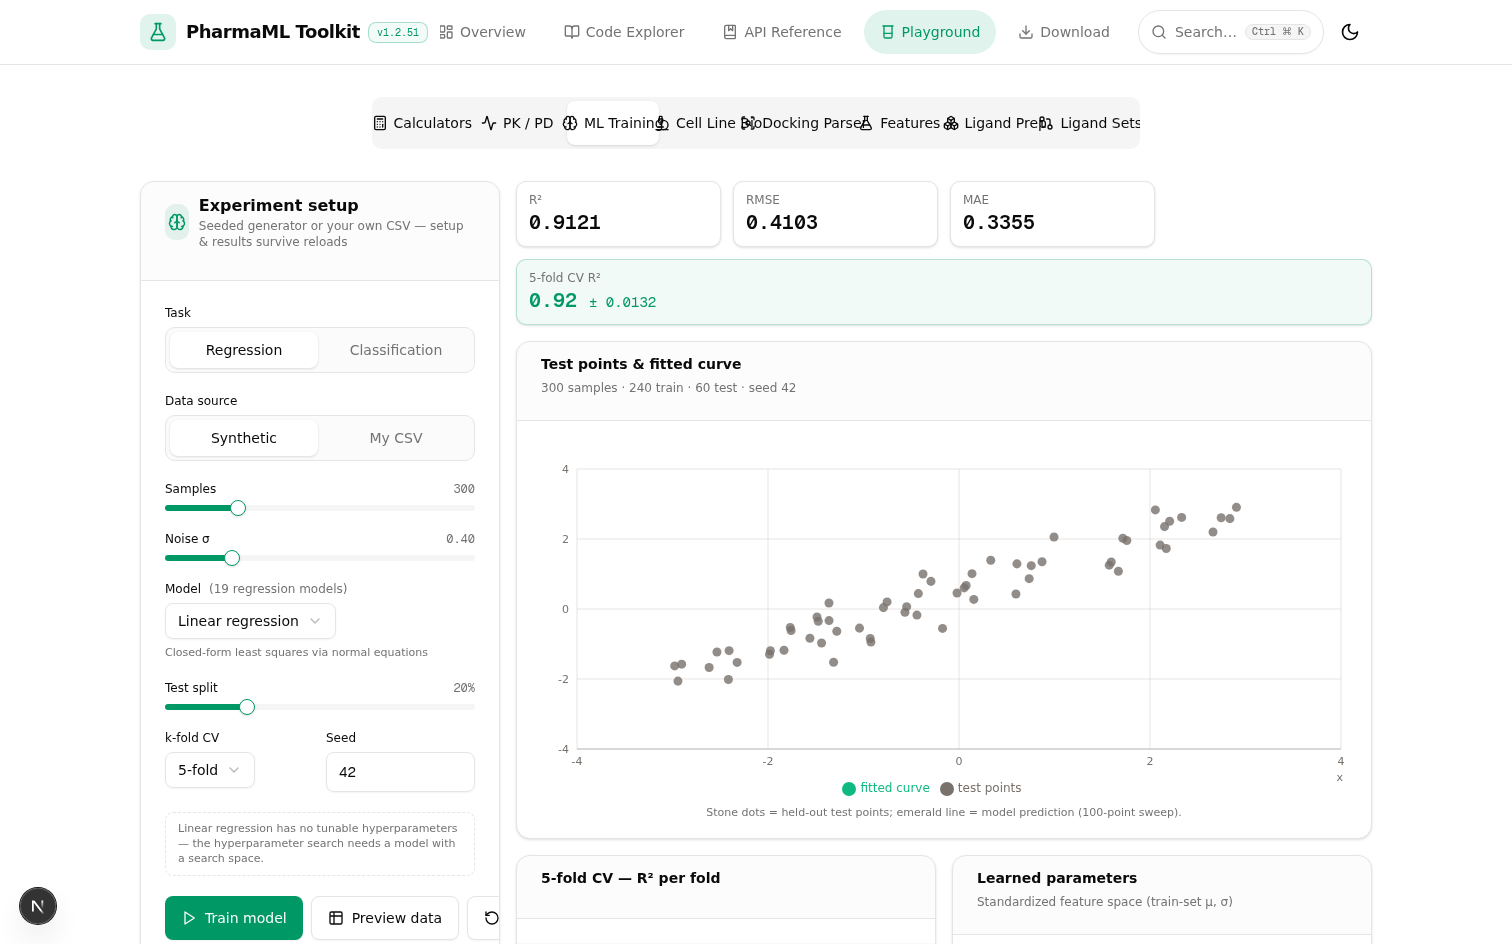 PharmaML Toolkit v1.2.51 Overview Code Explorer API Reference Playground Download Search... Ctrl ⌘ K
Calculators PK / PD ML Training Cell Line Bio Docking Parser Features Ligand Prep Ligand Sets
Experiment setup
Seeded generator or your own CSV — setup
& results survive reloads
Task
Regression Classification
Data source
Synthetic My CSV
Samples 300
Noise σ 0.40
Model (19 regression models)
Linear regression
Closed-form least squares via normal equations
Test split 20%
k-fold CV Seed
5-fold 42
Linear regression has no tunable hyperparameters
— the hyperparameter search needs a model with
a search space.
Train model Preview data
R² RMSE MAE
0.9121 0.4103 0.3355
5-fold CV R²
0.92 ± 0.0132
Test points & fitted curve
300 samples · 240 train · 60 test · seed 42
4
2
0
-2
-4
-4 -2 0 2 4
x
fitted curve test points
Stone dots = held-out test points; emerald line = model prediction (100-point sweep).
5-fold CV — R² per fold
Learned parameters
Standardized feature space (train-set μ, σ)
N